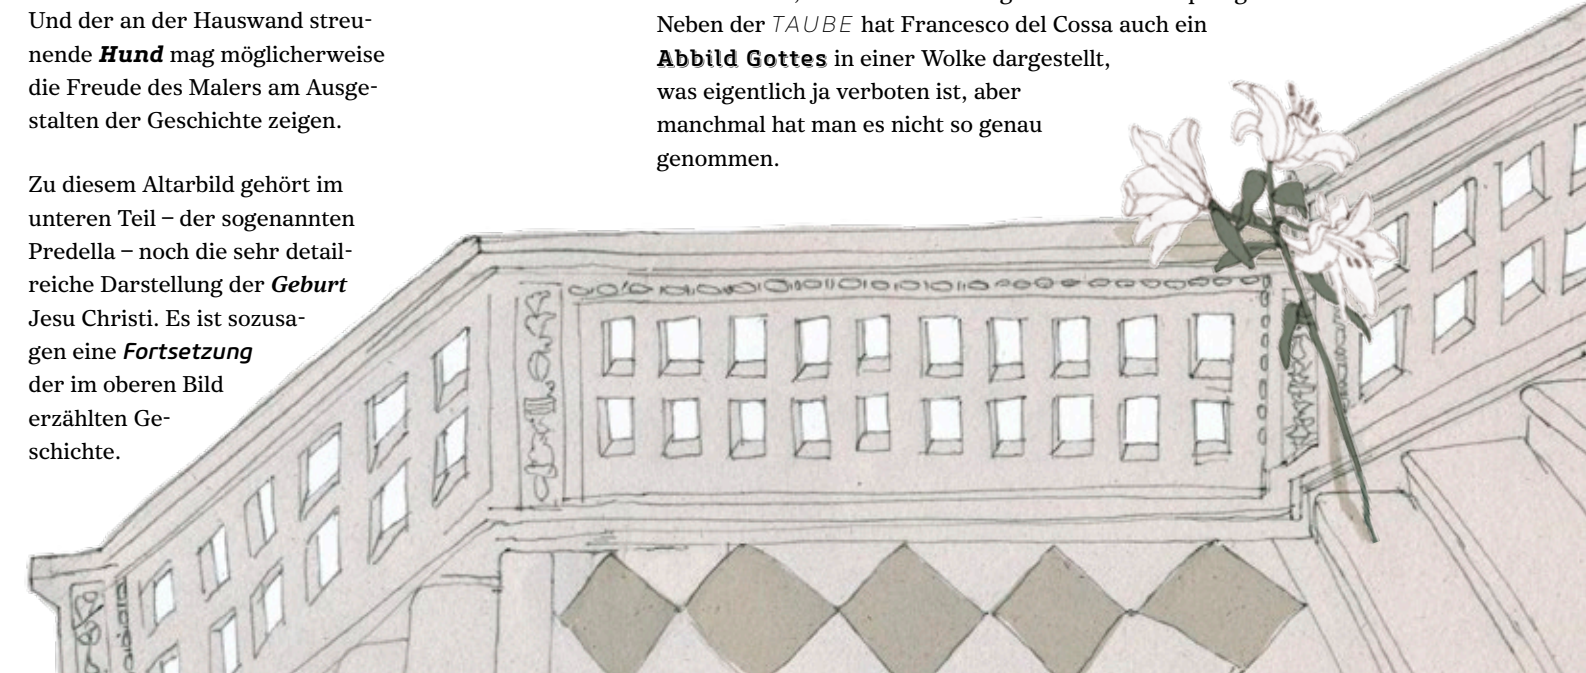 Und der an der Hauswand streu-
nende Hund mag möglicherweise
die Freude des Malers am Ausge-
stalten der Geschichte zeigen.
Zu diesem Altarbild gehört im
unteren Teil – der sogenannten
Predella – noch die sehr detail-
reiche Darstellung der Geburt
Jesu Christi. Es ist sozusa-
gen eine Fortsetzung
der im oberen Bild
erzählten Ge-
schichte.
Neben der TAUBE hat Francesco del Cossa auch ein
Abbild Gottes in einer Wolke dargestellt,
was eigentlich ja verboten ist, aber
manchmal hat man es nicht so genau
genommen.